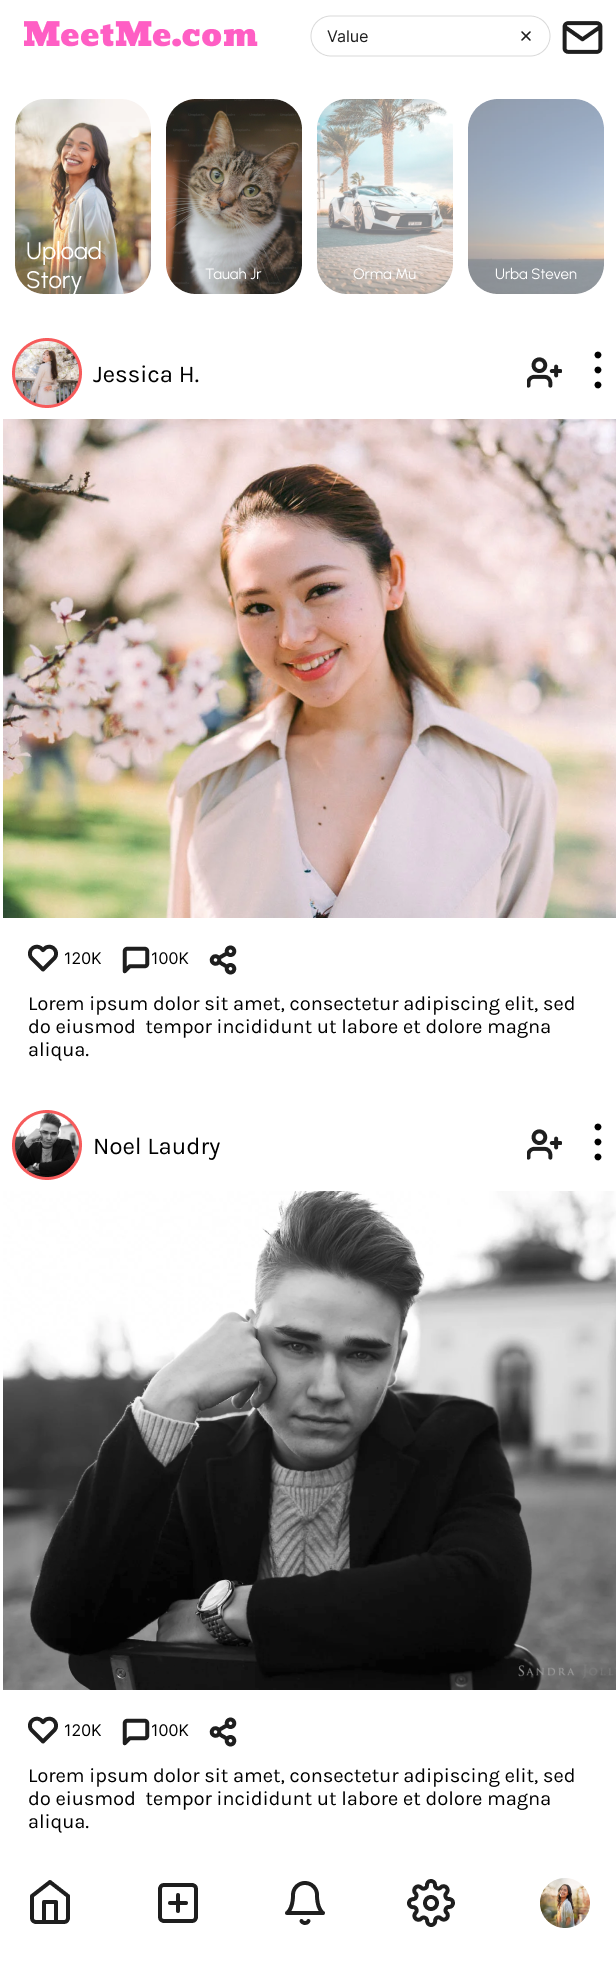 MeetMe.com
Value
Upload
Story
Tauah Jr
Orma Mu
Urba Steven
Jessica H.
120K 100K
Lorem ipsum dolor sit amet, consectetur adipiscing elit, sed
do eiusmod  tempor incididunt ut labore et dolore magna
aliqua.
Noel Laudry
SANDRA
120K 100K
Lorem ipsum dolor sit amet, consectetur adipiscing elit, sed
do eiusmod  tempor incididunt ut labore et dolore magna
aliqua.